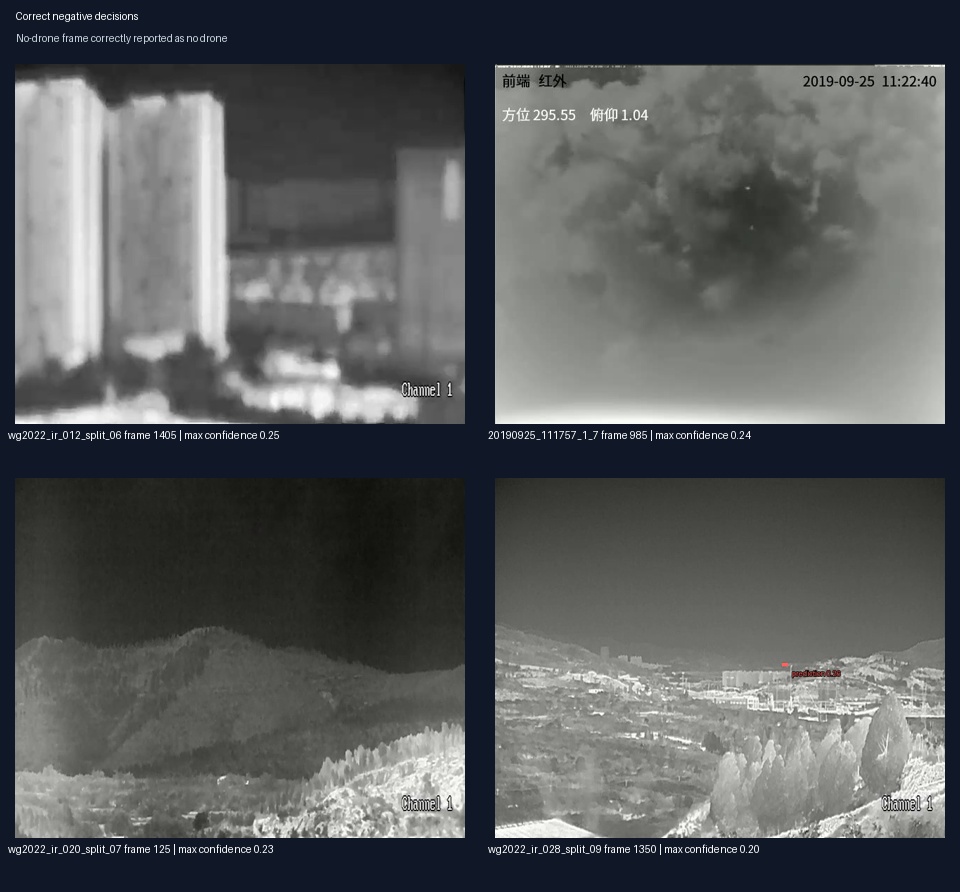 Correct negative decisions
No-drone frame correctly reported as no drone
Channel 1
wg2022_ir_012_split_06 frame 1405 | max confidence 0.25
前端 红外 2019-09-25 11:22:40
方位 295.55 俯仰 1.04
20190925_111757_1_7 frame 985 | max confidence 0.24
Channel 1
wg2022_ir_020_split_07 frame 125 | max confidence 0.23
prediction 0.20
Channel 1
wg2022_ir_028_split_09 frame 1350 | max confidence 0.20